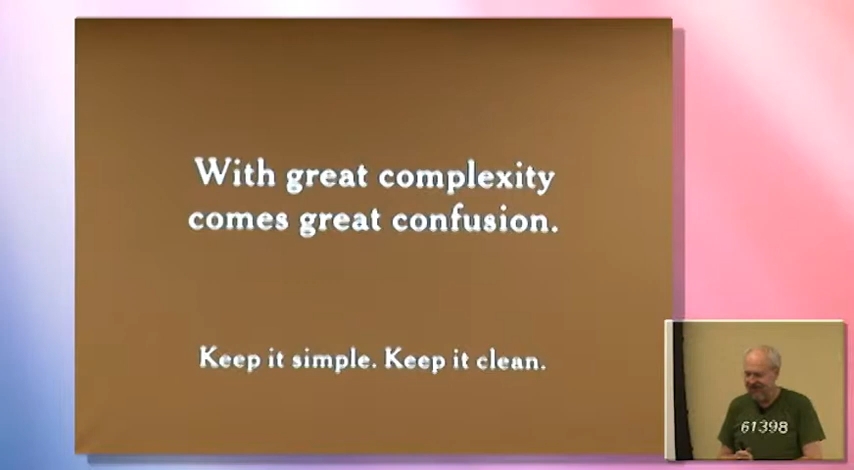 With great complexity
comes great confusion.
Keep it simple. Keep it clean.
61398